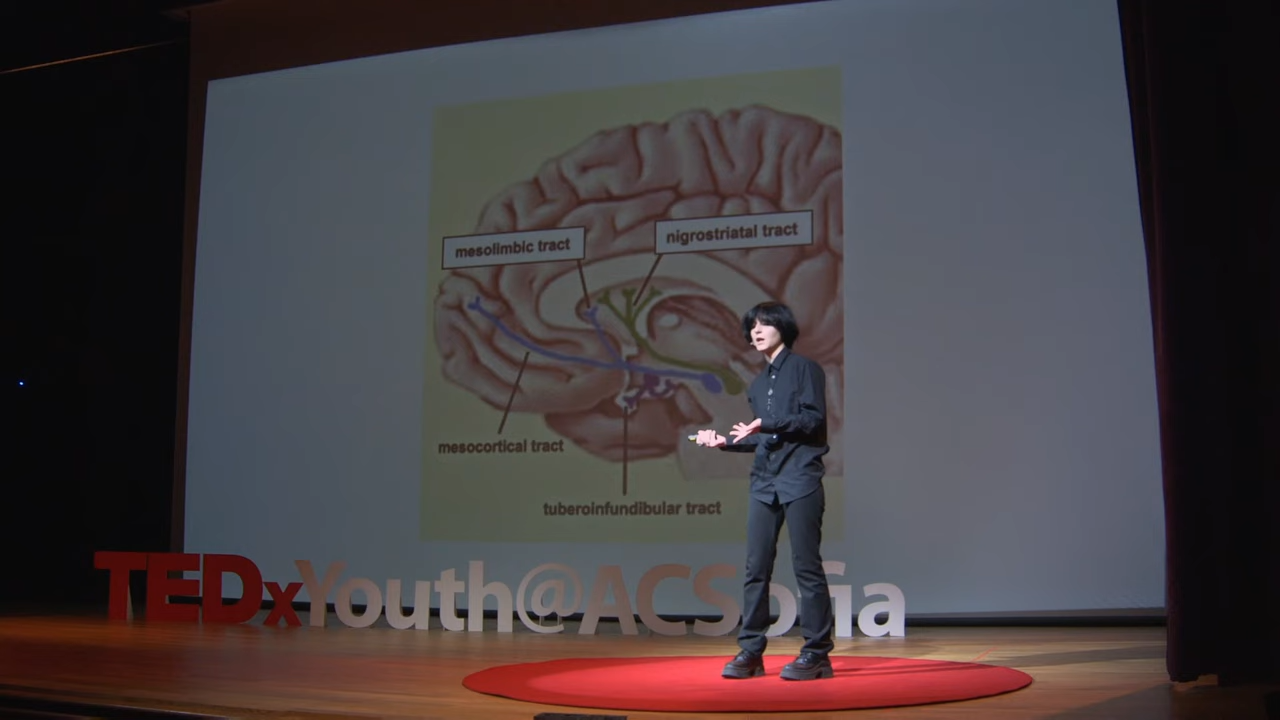 mesolimbic tract
nigrostriatal tract
mesocortical tract
tuberoinfundibular tract
TEDxYouth@ACSofia